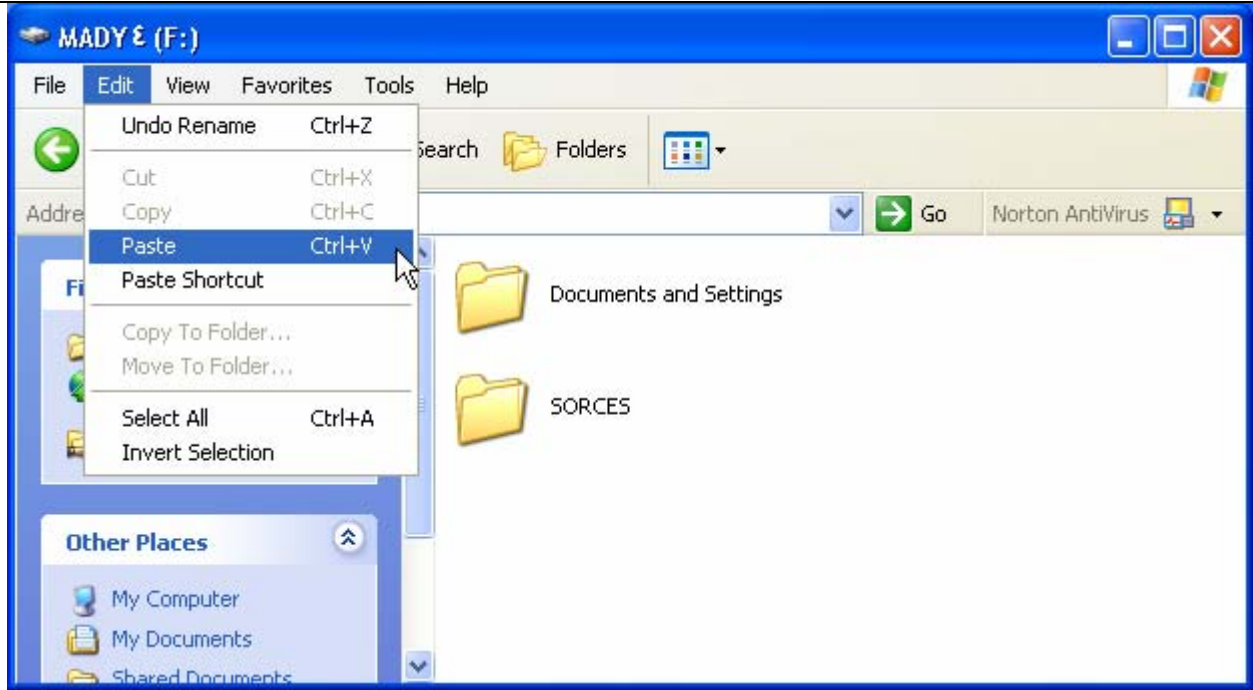 MADY٤ (F:)
File Edit View Favorites Tools Help
Undo Rename Ctrl+Z
Search Folders
Cut Ctrl+X
Copy Ctrl+C
Go Norton AntiVirus
Paste Ctrl+V
Paste Shortcut
Documents and Settings
Copy To Folder...
Move To Folder...
SORCES
Select All Ctrl+A
Invert Selection
Other Places
My Computer
My Documents
Shared Documents